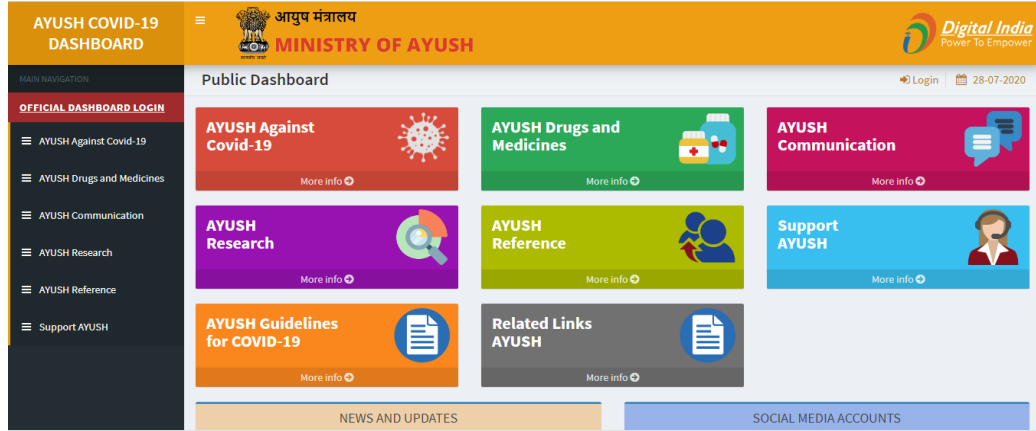 AYUSH COVID-19
DASHBOARD
आयुष मंत्रालय
MINISTRY OF AYUSH
Digital India
Power To Empower
MAIN NAVIGATION
OFFICIAL DASHBOARD LOGIN
AYUSH Against Covid-19
AYUSH Drugs and Medicines
AYUSH Communication
AYUSH Research
AYUSH Reference
Support AYUSH
Public Dashboard
Login
28-07-2020
AYUSH Against
Covid-19
More info
AYUSH Drugs and
Medicines
More info
AYUSH
Communication
More info
AYUSH
Research
More info
AYUSH
Reference
More info
Support
AYUSH
More info
AYUSH Guidelines
for COVID-19
More info
Related Links
AYUSH
More info
NEWS AND UPDATES
SOCIAL MEDIA ACCOUNTS